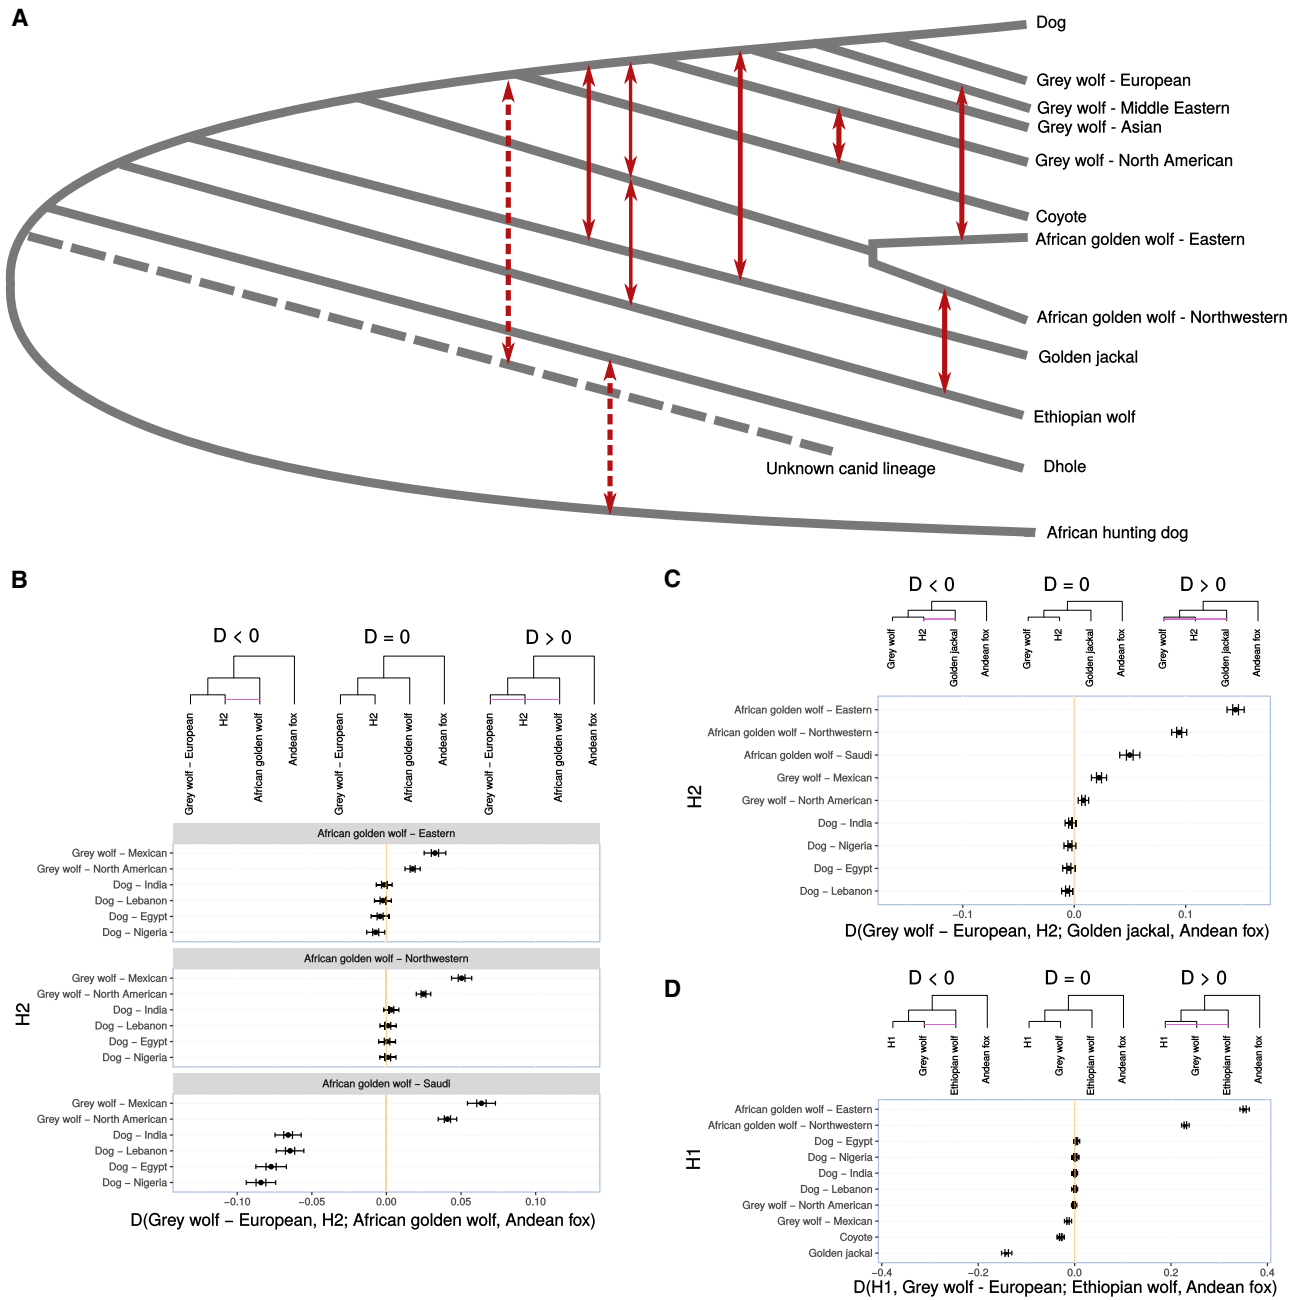 A
Dog
Grey wolf - European
Grey wolf - Middle Eastern
Grey wolf - Asian
Grey wolf - North American
Coyote
African golden wolf - Eastern
African golden wolf - Northwestern
Golden jackal
Ethiopian wolf
Dhole
Unknown canid lineage
African hunting dog
B
D < 0
D = 0
D > 0
Grey wolf – European
H2
African golden wolf
Andean fox
Grey wolf – European
H2
African golden wolf
Andean fox
Grey wolf – European
H2
African golden wolf
Andean fox
H2
African golden wolf – Eastern
Grey wolf – Mexican
Grey wolf – North American
Dog – India
Dog – Lebanon
Dog – Egypt
Dog – Nigeria
African golden wolf – Northwestern
Grey wolf – Mexican
Grey wolf – North American
Dog – India
Dog – Lebanon
Dog – Egypt
Dog – Nigeria
African golden wolf – Saudi
Grey wolf – Mexican
Grey wolf – North American
Dog – India
Dog – Lebanon
Dog – Egypt
Dog – Nigeria
−0.10 −0.05 0.00 0.05 0.10
D(Grey wolf – European, H2; African golden wolf, Andean fox)
C
D < 0
D = 0
D > 0
Grey wolf
H2
Golden jackal
Andean fox
Grey wolf
H2
Golden jackal
Andean fox
Grey wolf
H2
Golden jackal
Andean fox
H2
African golden wolf – Eastern
African golden wolf – Northwestern
African golden wolf – Saudi
Grey wolf – Mexican
Grey wolf – North American
Dog – India
Dog – Nigeria
Dog – Egypt
Dog – Lebanon
−0.1 0.0 0.1
D(Grey wolf – European, H2; Golden jackal, Andean fox)
D
D < 0
D = 0
D > 0
H1
Grey wolf
Ethiopian wolf
Andean fox
H1
Grey wolf
Ethiopian wolf
Andean fox
H1
Grey wolf
Ethiopian wolf
Andean fox
H1
African golden wolf – Eastern
African golden wolf – Northwestern
Dog – Egypt
Dog – Nigeria
Dog – India
Dog – Lebanon
Grey wolf – North American
Grey wolf – Mexican
Coyote
Golden jackal
−0.4 −0.2 0.0 0.2 0.4
D(H1, Grey wolf - European; Ethiopian wolf, Andean fox)